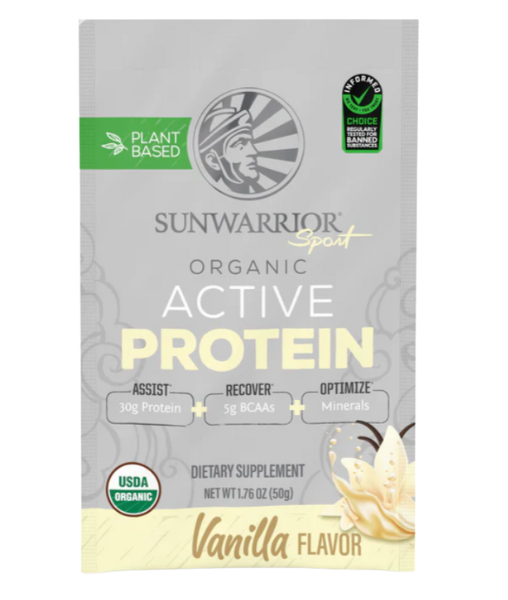 INFORMED
CHOICE
REGULARLY
TESTED FOR
BANNED
SUBSTANCES
PLANT
BASED
SUNWARRIOR®
Sport
ORGANIC
ACTIVE
PROTEIN
ASSIST* RECOVER* OPTIMIZE*
30g Protein + 5g BCAAs + Minerals
USDA
ORGANIC
DIETARY SUPPLEMENT
NET WT 1.76 OZ (50g)
Vanilla FLAVOR